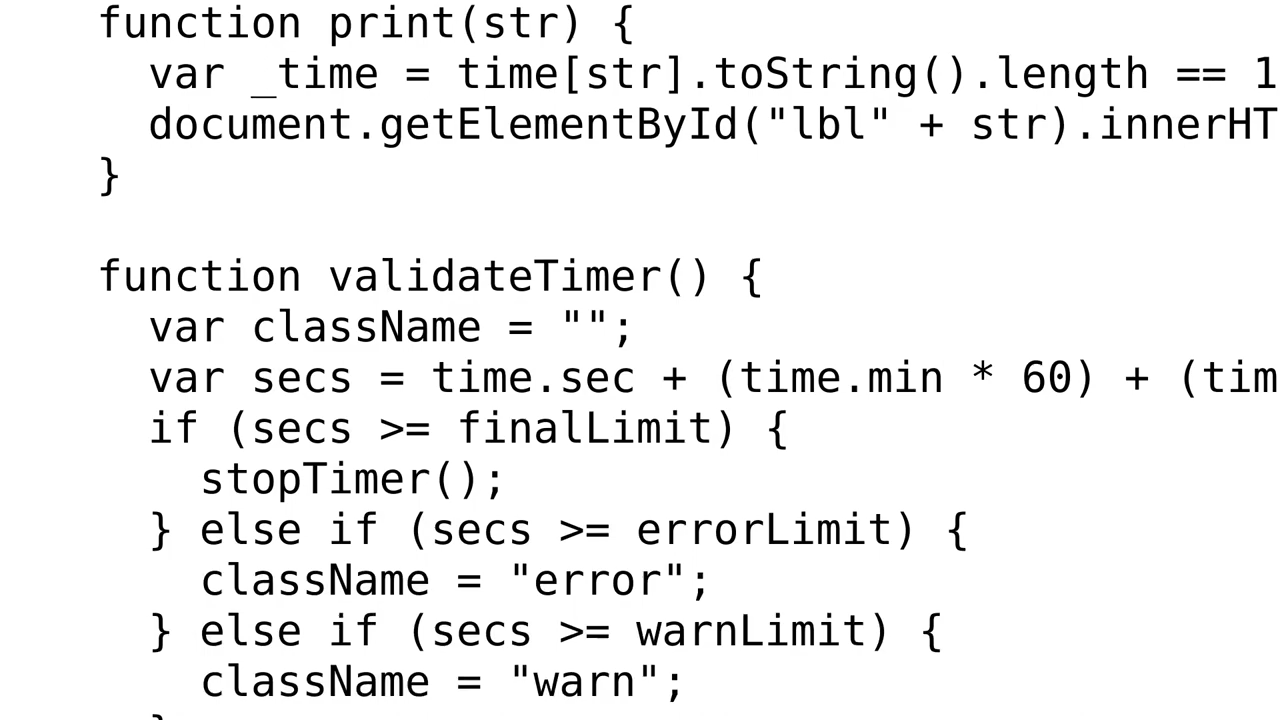 function print(str) {
  var _time = time[str].toString().length == 1
  document.getElementById("lbl" + str).innerHT
}

function validateTimer() {
  var className = "";
  var secs = time.sec + (time.min * 60) + (tim
  if (secs >= finalLimit) {
    stopTimer();
  } else if (secs >= errorLimit) {
    className = "error";
  } else if (secs >= warnLimit) {
    className = "warn";
  }